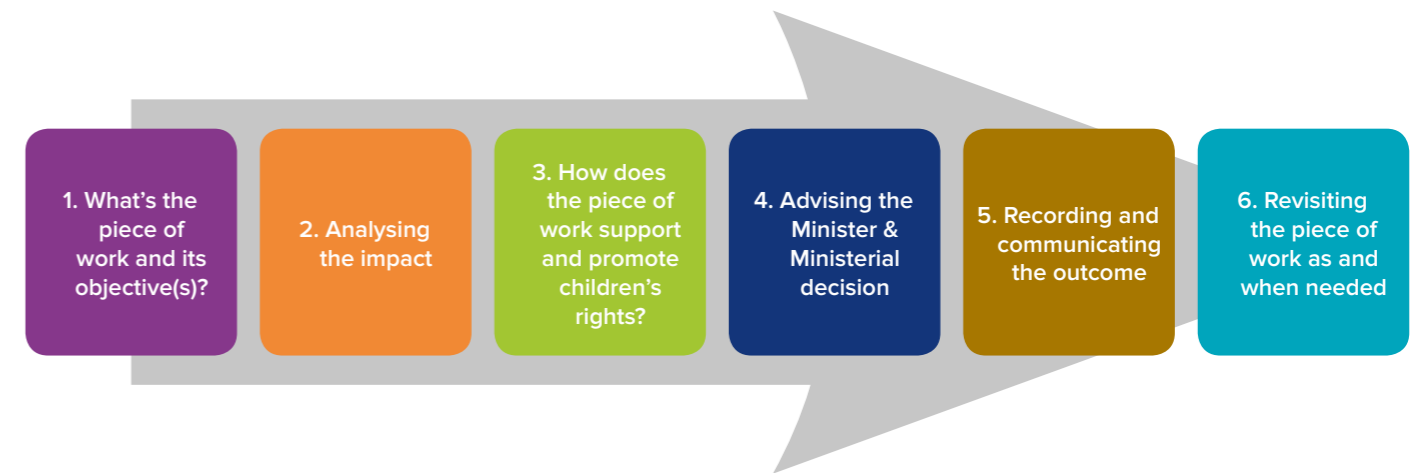 1. What’s the
piece of
work and its
objective(s)?
2. Analysing
the impact
3. How does
the piece of
work support
and promote
children’s
rights?
4. Advising the
Minister &
Ministerial
decision
5. Recording and
communicating
the outcome
6. Revisiting
the piece of
work as and
when needed